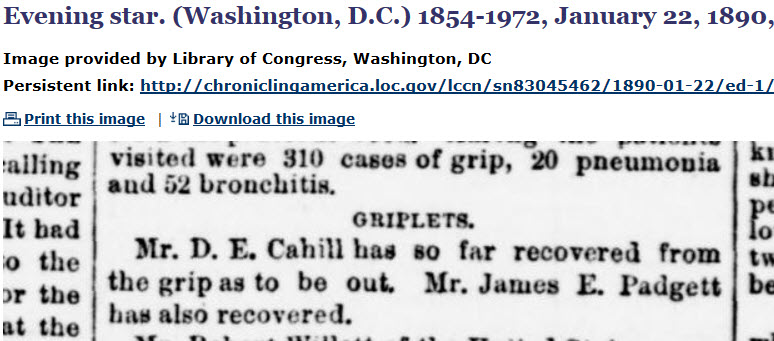 Evening star. (Washington, D.C.) 1854-1972, January 22, 1890,
Image provided by Library of Congress, Washington, DC
Persistent link: http://chroniclingamerica.loc.gov/lccn/sn83045462/1890-01-22/ed-1/
Print this image | Download this image
visited were 310 cases of grip, 20 pneumonia
and 52 bronchitis.
GRIPLETS.
Mr. D. E. Cahill has so far recovered from
the grip as to be out. Mr. James E. Padgett
has also recovered.
It had
o the
or the
at the